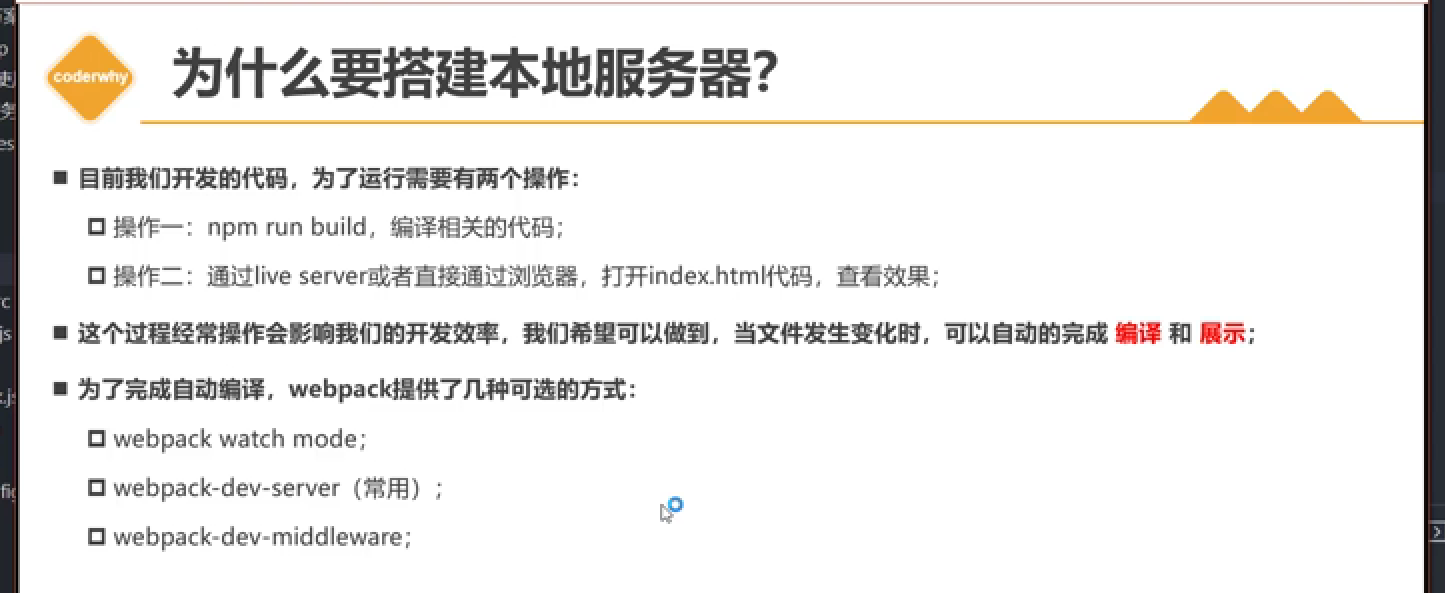 coderwhy
为什么要搭建本地服务器?
目前我们开发的代码，为了运行需要有两个操作：
操作一：npm run build，编译相关的代码；
操作二：通过live server或者直接通过浏览器，打开index.html代码，查看效果；
这个过程经常操作会影响我们的开发效率，我们希望可以做到，当文件发生变化时，可以自动的完成 编译 和 展示；
为了完成自动编译，webpack提供了几种可选的方式：
webpack watch mode；
webpack-dev-server（常用）；
webpack-dev-middleware；